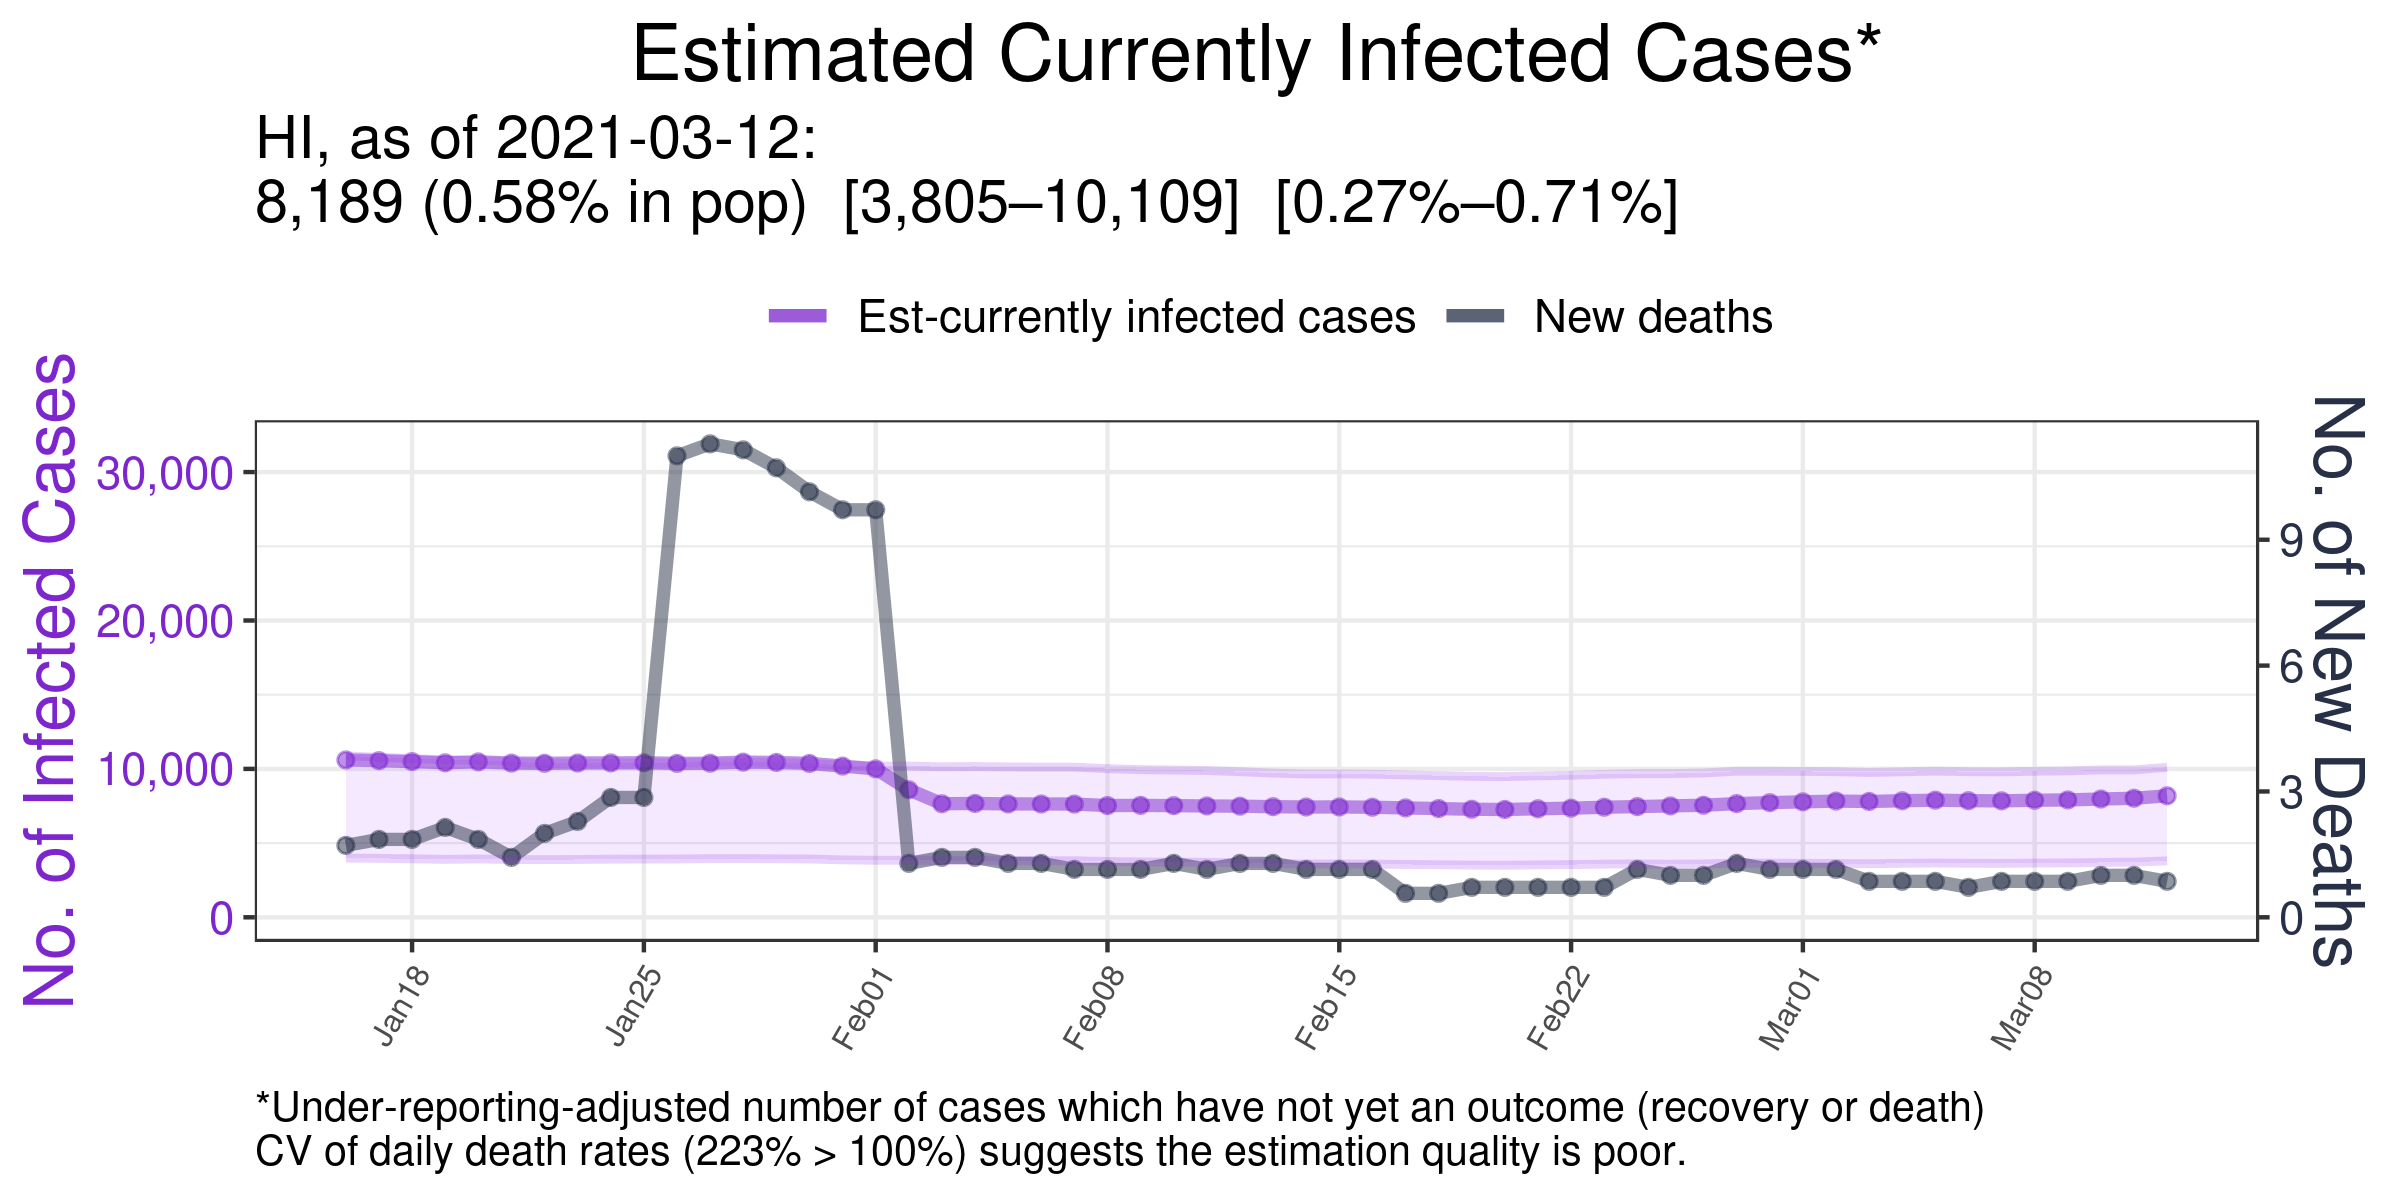 Estimated Currently Infected Cases*
HI, as of 2021-03-12:
8,189 (0.58% in pop)  [3,805–10,109]  [0.27%–0.71%]
Est-currently infected cases
New deaths
No. of Infected Cases
30,000
20,000
10,000
0
No. of New Deaths
9
6
3
0
Jan18
Jan25
Feb01
Feb08
Feb15
Feb22
Mar01
Mar08
*Under-reporting-adjusted number of cases which have not yet an outcome (recovery or death)
CV of daily death rates (223% > 100%) suggests the estimation quality is poor.